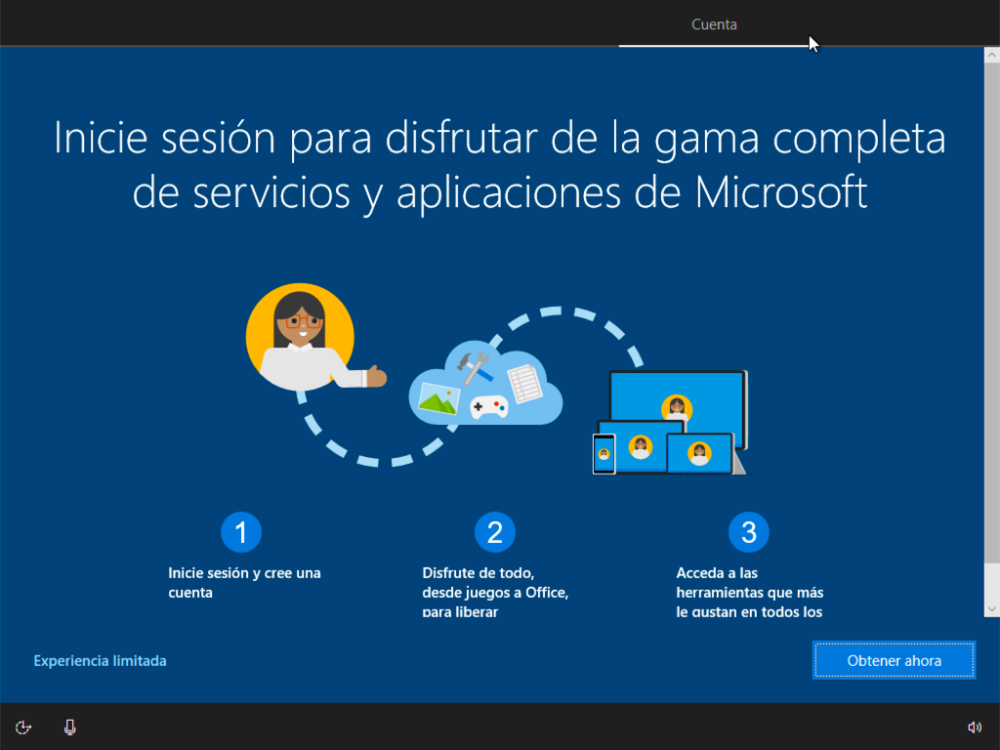 Cuenta
Inicie sesión para disfrutar de la gama completa
de servicios y aplicaciones de Microsoft
1
Inicie sesión y cree una
cuenta
2
Disfrute de todo,
desde juegos a Office,
para liberar
3
Acceda a las
herramientas que más
le gustan en todos los
Experiencia limitada
Obtener ahora